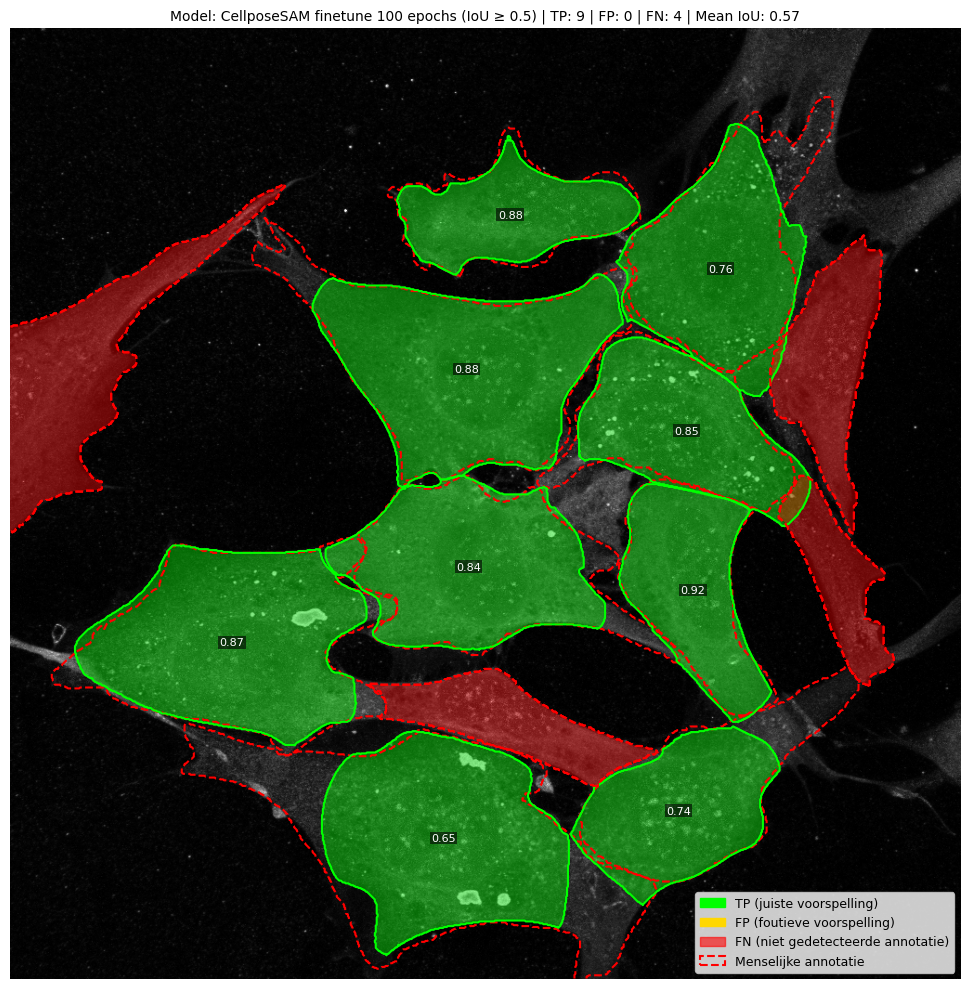 Model: CellposeSAM finetune 100 epochs (IoU ≥ 0.5) | TP: 9 | FP: 0 | FN: 4 | Mean IoU: 0.57
0.88
0.76
0.88
0.85
0.84
0.92
0.87
0.74
0.65
TP (juiste voorspelling)
FP (foutieve voorspelling)
FN (niet gedetecteerde annotatie)
Menselijke annotatie